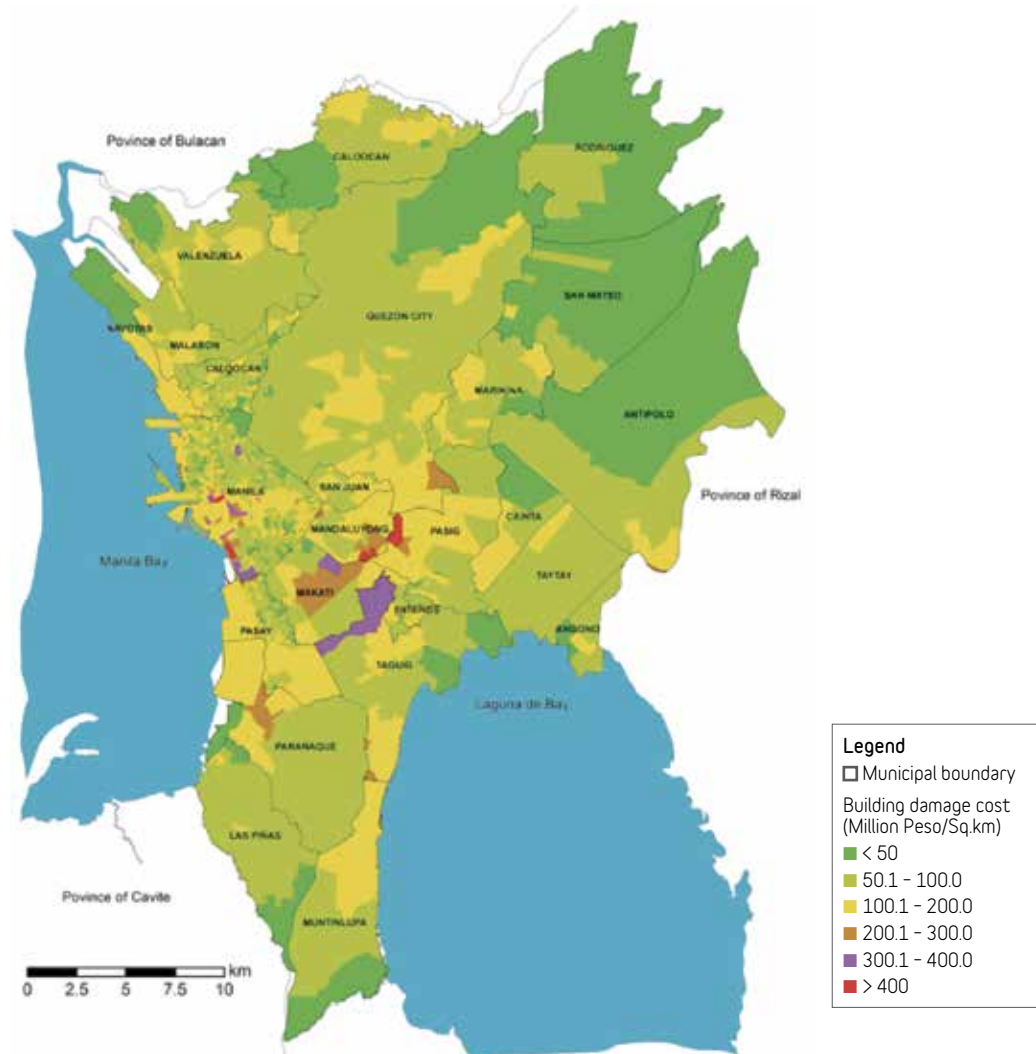 Povince of Bulacan
CALOOCAN
RODRIGUEZ
VALENZUELA
SAN MATEO
QUEZON CITY
NAVOTAS
MALABON
CALOOCAN
MARIKINA
ANTIPOLO
MANILA
SAN JUAN
Povince of Rizal
MANDALUYONG
PASIG
CAINTA
Manila Bay
MAKATI
TAYTAY
PATEROS
PASAY
ANGONO
TAGUIG
Laguna de Bay
PARANAQUE
LAS PIÑAS
Povince of Cavite
MUNTINLUPA
km
0 2.5 5 7.5 10
Legend
Municipal boundary
Building damage cost
(Million Peso/Sq.km)
< 50
50.1 - 100.0
100.1 - 200.0
200.1 - 300.0
300.1 - 400.0
> 400